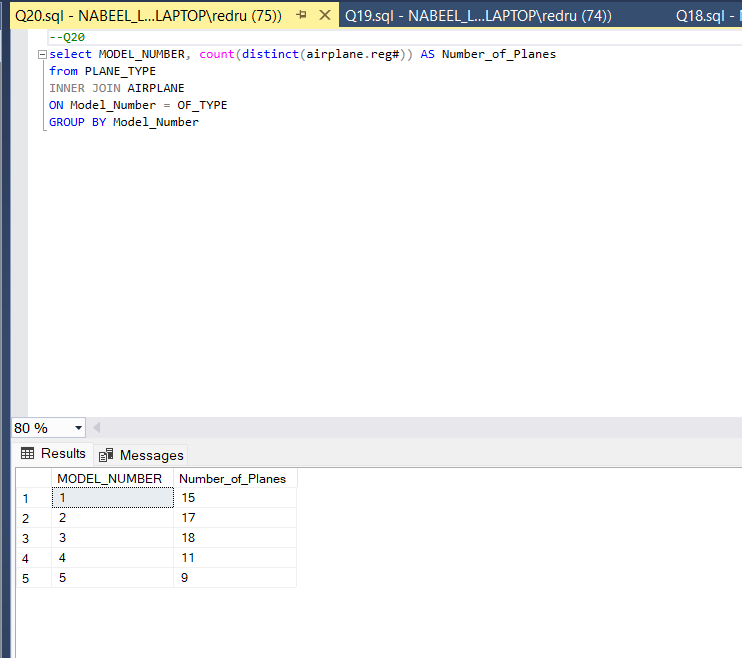 Q20.sql - NABEEL_L...LAPTOP\redru (75)) Q19.sql - NABEEL_L...LAPTOP\redru (74)) Q18.sql -
--Q20
select MODEL_NUMBER, count(distinct(airplane.reg#)) AS Number_of_Planes
from PLANE_TYPE
INNER JOIN AIRPLANE
ON Model_Number = OF_TYPE
GROUP BY Model_Number
80 %
Results Messages
MODEL_NUMBER Number_of_Planes
1 1 15
2 2 17
3 3 18
4 4 11
5 5 9